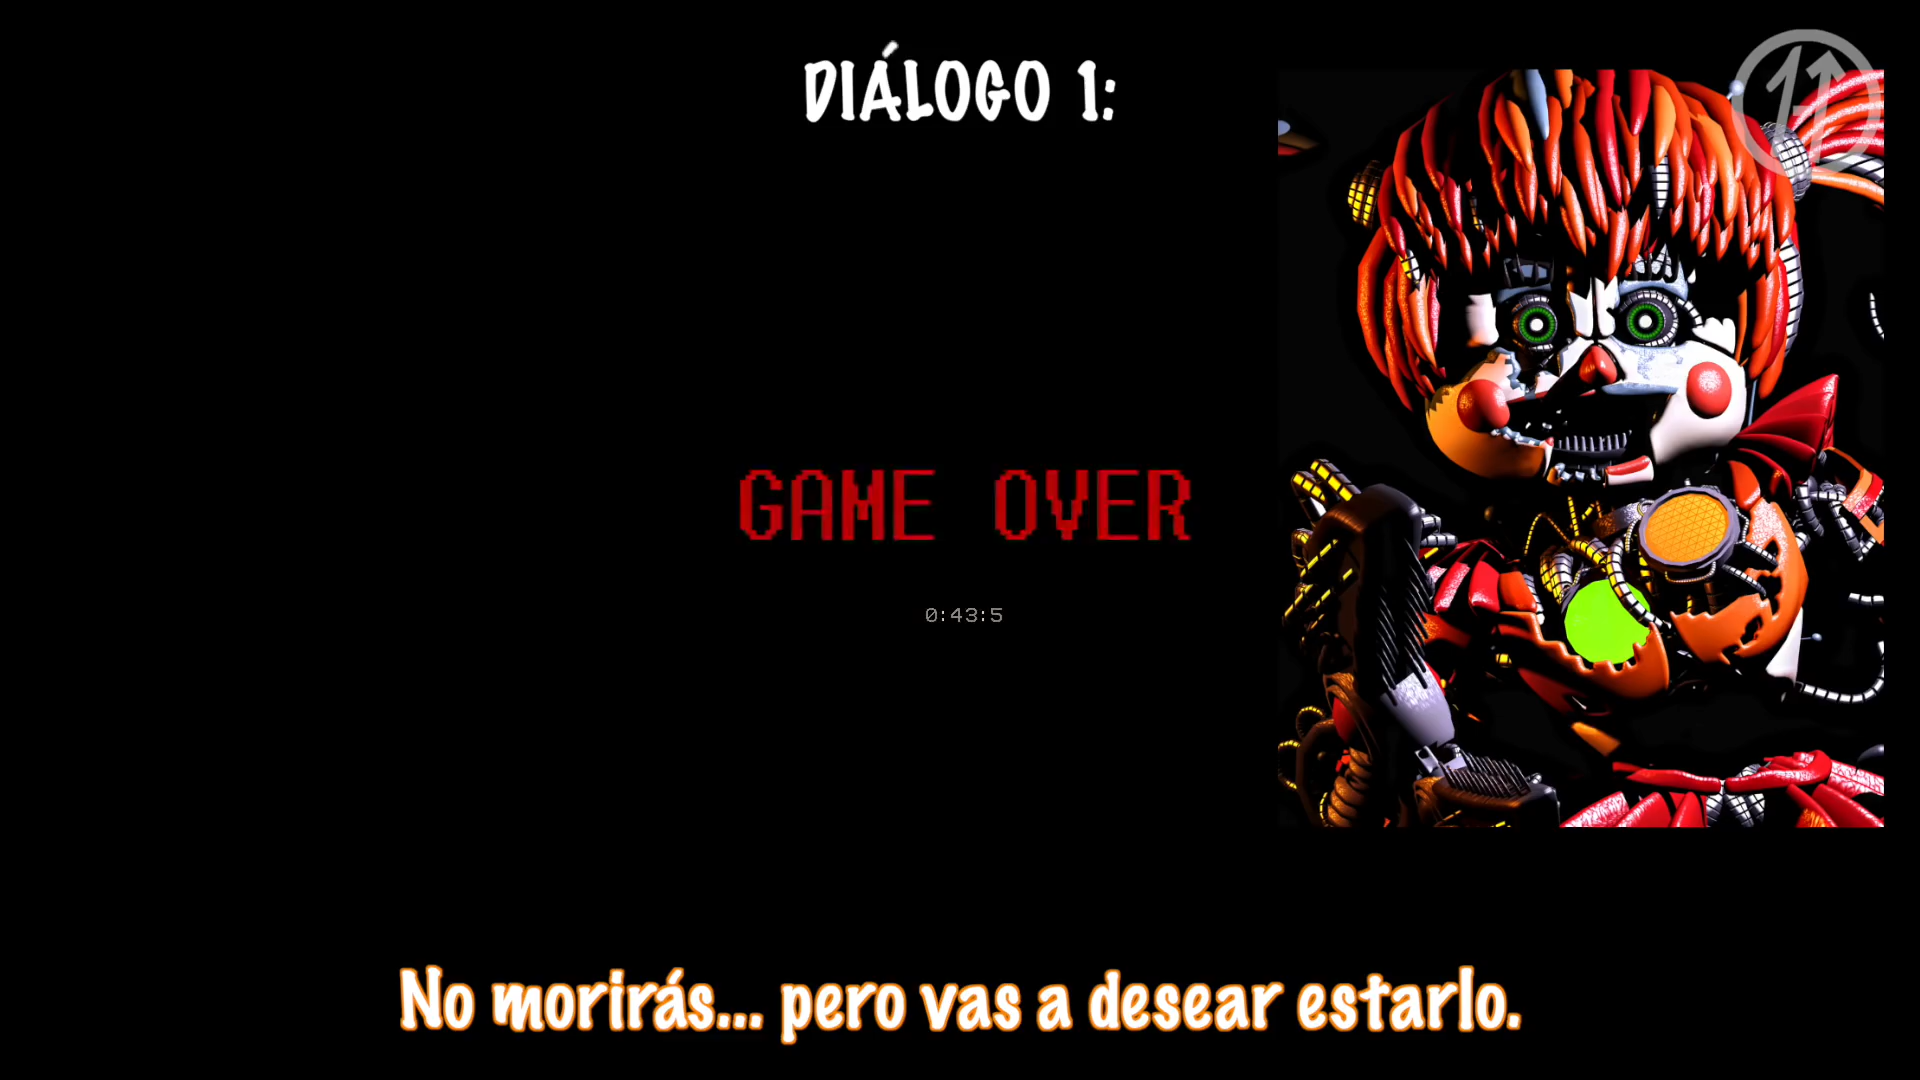 DIÁLOGO 1:
GAME OVER
0:43:5
No morirás... pero vas a desear estarlo.